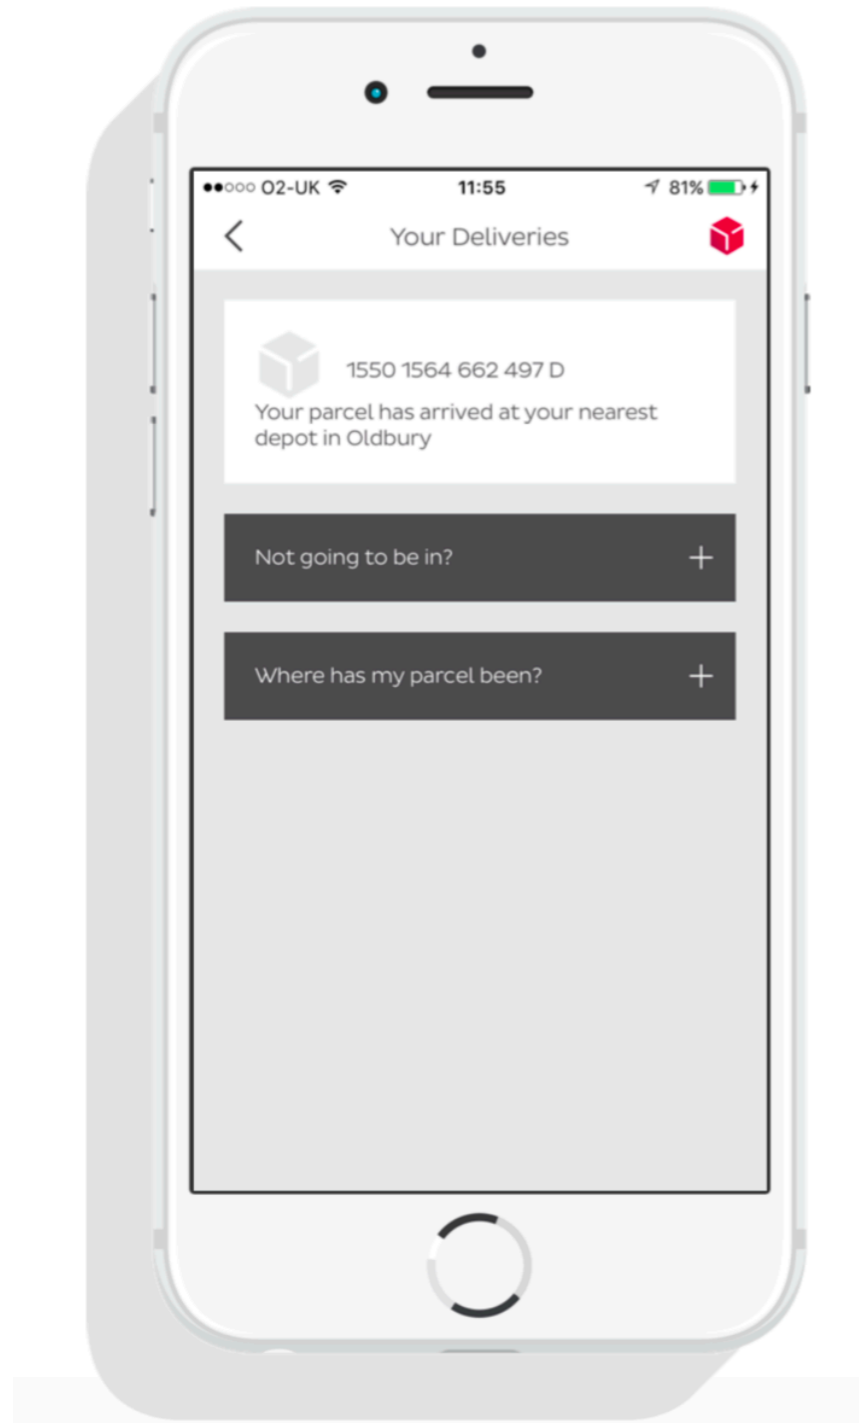 O2-UK 11:55 81%
Your Deliveries
1550 1564 662 497 D
Your parcel has arrived at your nearest
depot in Oldbury
Not going to be in? +
Where has my parcel been? +